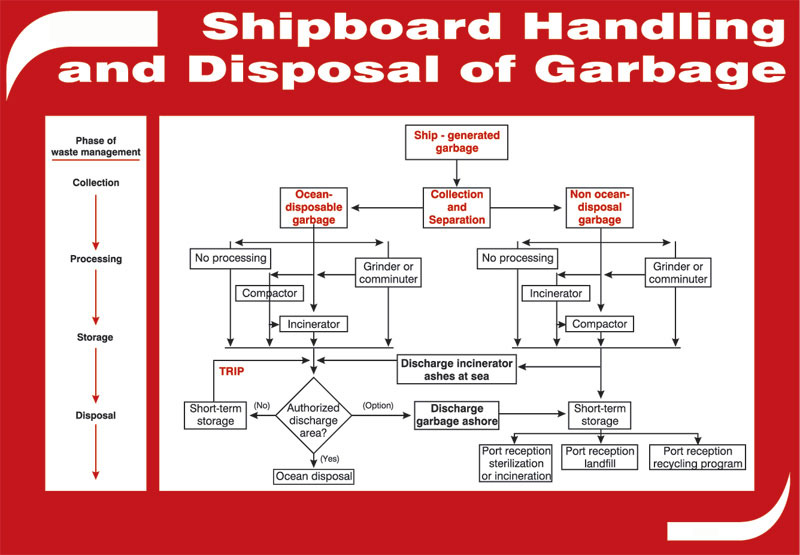 Shipboard Handling
and Disposal of Garbage
Phase of
waste management
Collection
Processing
Storage
Disposal
Ship - generated
garbage
Ocean-
disposable
garbage
Collection
and
Separation
Non ocean-
disposal
garbage
No processing
Grinder or
comminuter
Compactor
Incinerator
No processing
Grinder or
comminuter
Incinerator
Compactor
TRIP
Discharge incinerator
ashes at sea
Short-term
storage
(No)
Authorized
discharge
area?
(Option)
Discharge
garbage ashore
Short-term
storage
(Yes)
Ocean disposal
Port reception
sterilization
or incineration
Port reception
landfill
Port reception
recycling program